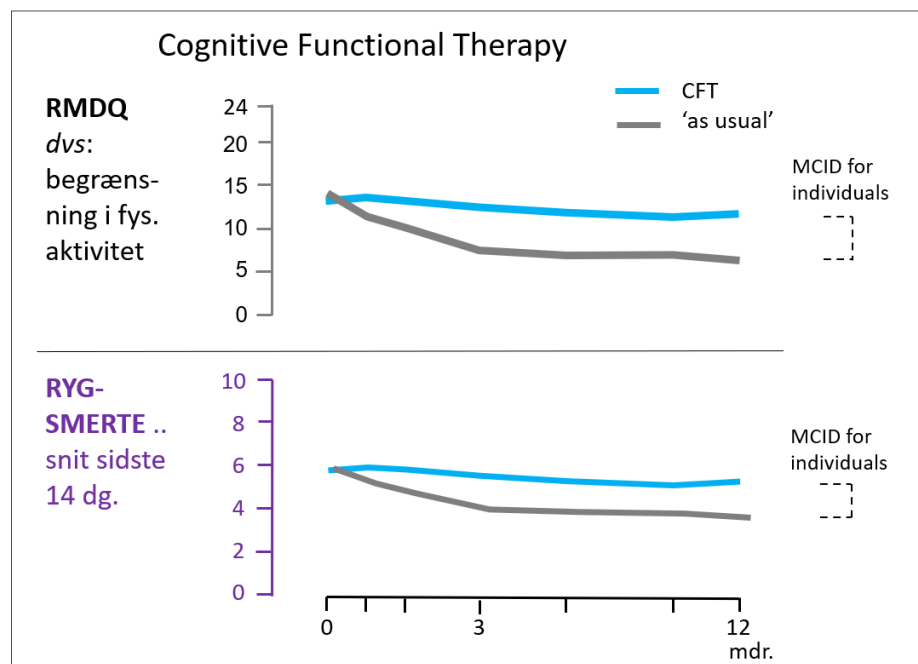 Cognitive Functional Therapy
CFT
‘as usual’
RMDQ
dvs:
begræns-
ning i fys.
aktivitet
24
20
15
10
5
0
MCID for
individuals
RYG-
SMERTE ..
snit sidste
14 dg.
10
8
6
4
2
0
MCID for
individuals
0 3 12
mdr.